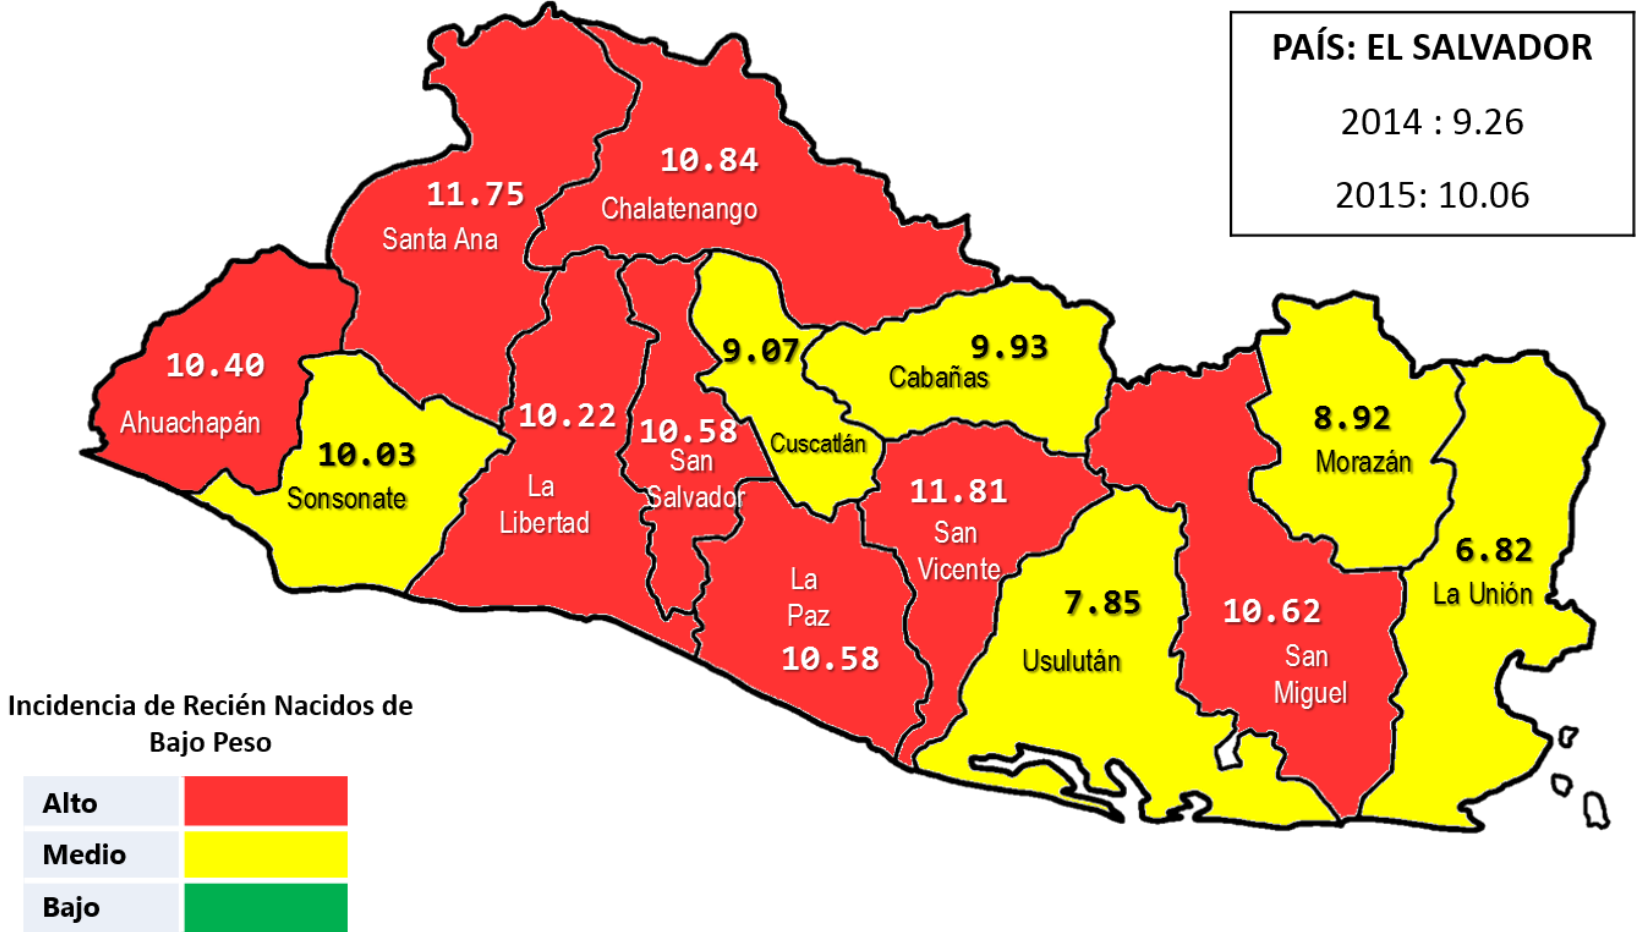 PAÍS: EL SALVADOR
2014 : 9.26
2015: 10.06
10.84
Chalatenango
11.75
Santa Ana
10.40
Ahuachapán
10.03
Sonsonate
10.22
La
Libertad
10.58
San
Salvador
9.07
Cuscatlán
9.93
Cabañas
11.81
San
Vicente
La
Paz
10.58
7.85
Usulután
10.62
San
Miguel
8.92
Morazán
6.82
La Unión
Incidencia de Recién Nacidos de
Bajo Peso
Alto
Medio
Bajo